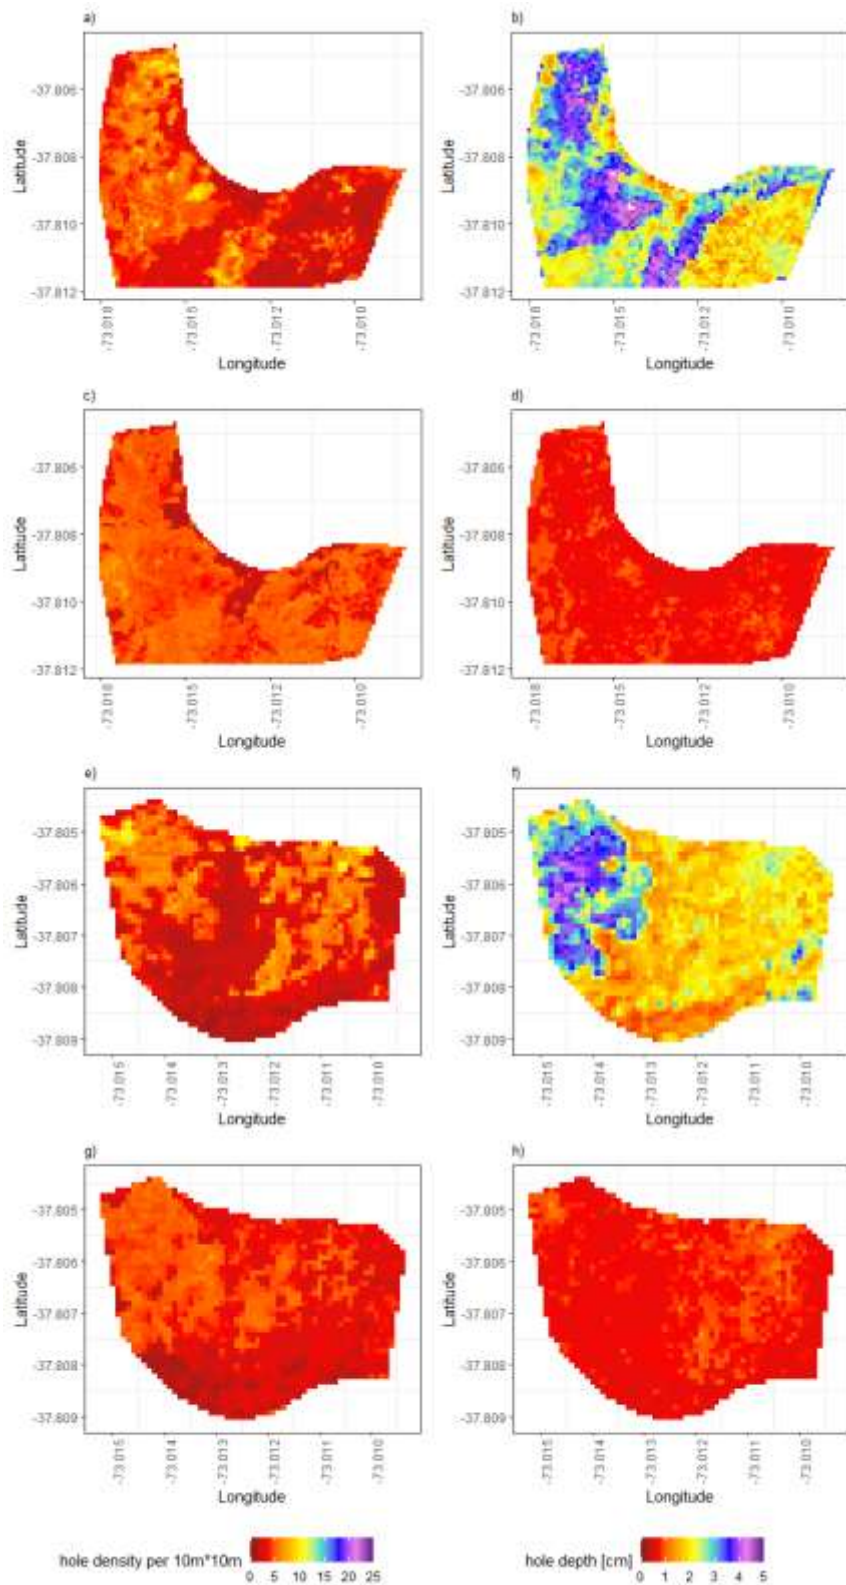 a)
b)
-37.806
-37.808
-37.810
-37.812
Latitude
-73.018
-73.015
-73.012
-73.010
Longitude
-37.806
-37.808
-37.810
-37.812
Latitude
-73.018
-73.015
-73.012
-73.010
Longitude
c)
d)
-37.806
-37.808
-37.810
-37.812
Latitude
-73.018
-73.015
-73.012
-73.010
Longitude
-37.806
-37.808
-37.810
-37.812
Latitude
-73.018
-73.015
-73.012
-73.010
Longitude
e)
f)
-37.805
-37.806
-37.807
-37.808
-37.809
Latitude
-73.015
-73.014
-73.013
-73.012
-73.011
-73.010
Longitude
-37.805
-37.806
-37.807
-37.808
-37.809
Latitude
-73.015
-73.014
-73.013
-73.012
-73.011
-73.010
Longitude
g)
h)
-37.805
-37.806
-37.807
-37.808
-37.809
Latitude
-73.015
-73.014
-73.013
-73.012
-73.011
-73.010
Longitude
-37.805
-37.806
-37.807
-37.808
-37.809
Latitude
-73.015
-73.014
-73.013
-73.012
-73.011
-73.010
Longitude
hole density per 10m*10m
0 5 10 15 20 25
hole depth [cm]
0 1 2 3 4 5